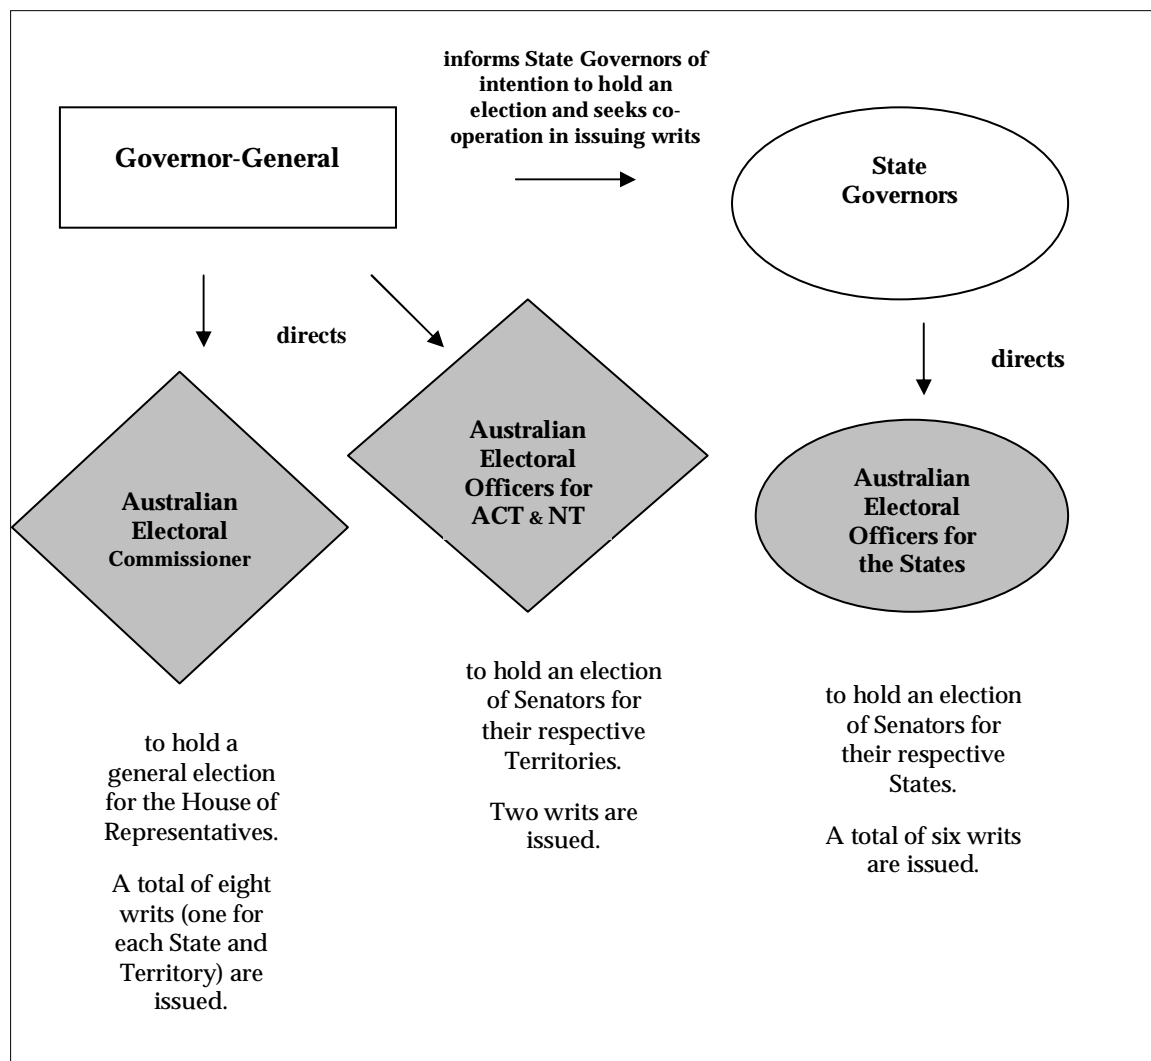 informs State Governors of
intention to hold an
election and seeks co-
operation in issuing writs
Governor-General
State
Governors
directs
directs
Australian
Electoral
Commissioner
Australian
Electoral
Officers for
ACT & NT
Australian
Electoral
Officers for
the States
to hold a
general election
for the House of
Representatives.
A total of eight
writs (one for
each State and
Territory) are
issued.
to hold an election
of Senators for
their respective
Territories.
Two writs are
issued.
to hold an election
of Senators for
their respective
States.
A total of six writs
are issued.